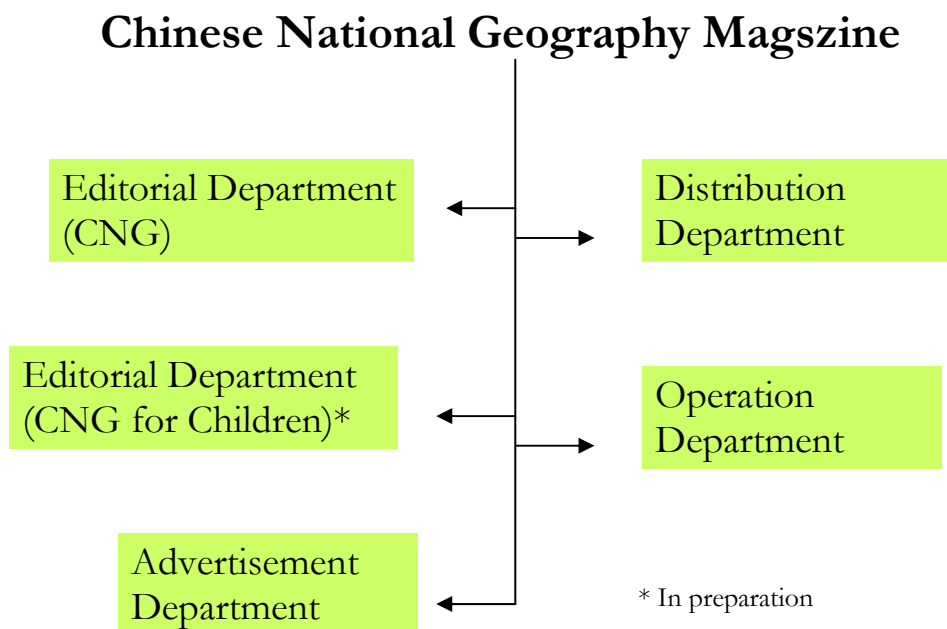 Chinese National Geography Magszine
Editorial Department
(CNG)
Distribution
Department
Editorial Department
(CNG for Children)*
Operation
Department
Advertisement
Department
* In preparation